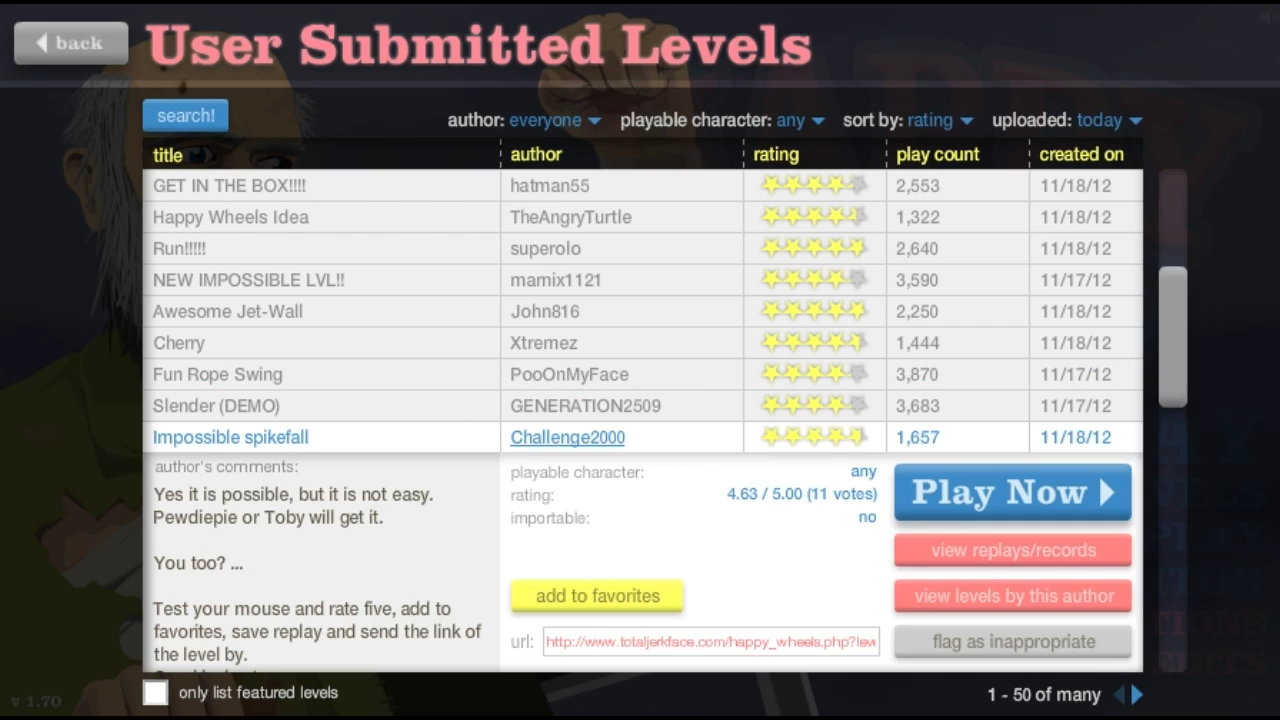 back
User Submitted Levels
search!
author: everyone playable character: any sort by: rating uploaded: today
title author rating play count created on
GET IN THE BOX!!!! hatman55 2,553 11/18/12
Happy Wheels Idea TheAngryTurtle 1,322 11/18/12
Run!!!!! superolo 2,640 11/18/12
NEW IMPOSSIBLE LVL!! marnix1121 3,590 11/17/12
Awesome Jet-Wall John816 2,250 11/18/12
Cherry Xtremez 1,444 11/18/12
Fun Rope Swing PooOnMyFace 3,870 11/17/12
Slender (DEMO) GENERATION2509 3,683 11/17/12
Impossible spikefall Challenge2000 1,657 11/18/12
author's comments:
Yes it is possible, but it is not easy.
Pewdiepie or Toby will get it.
You too? ...
Test your mouse and rate five, add to
favorites, save replay and send the link of
the level by.
playable character: any
rating: 4.63 / 5.00 (11 votes)
importable: no
add to favorites
url: http://www.totaljerkface.com/happy_wheels.php?leve
Play Now
view replays/records
view levels by this author
flag as inappropriate
only list featured levels
1 - 50 of many
v 1.70